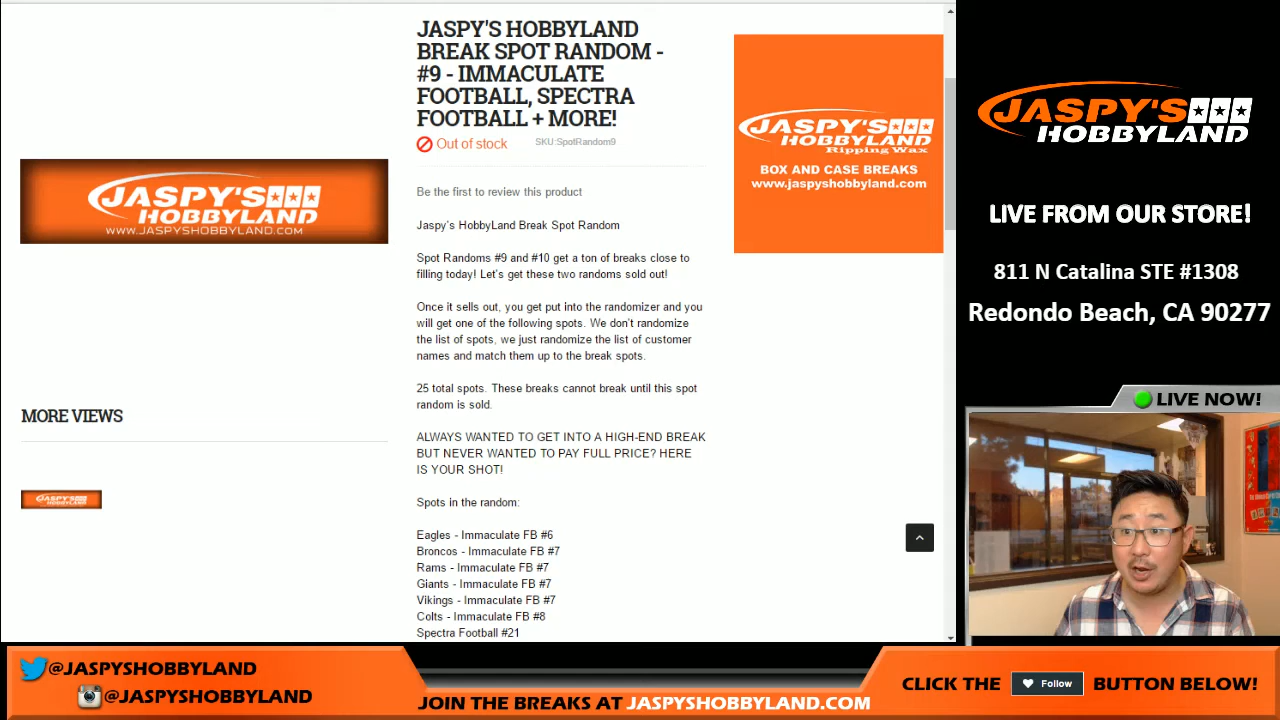 JASPY'S HOBBYLAND
BREAK SPOT RANDOM -
#9 - IMMACULATE
FOOTBALL, SPECTRA
FOOTBALL + MORE!
Out of stock
SKU:SpotRandom9
Be the first to review this product
Jaspy's HobbyLand Break Spot Random
Spot Randoms #9 and #10 get a ton of breaks close to
filling today! Let's get these two randoms sold out!
Once it sells out, you get put into the randomizer and you
will get one of the following spots. We don't randomize
the list of spots, we just randomize the list of customer
names and match them up to the break spots.
25 total spots. These breaks cannot break until this spot
random is sold.
ALWAYS WANTED TO GET INTO A HIGH-END BREAK
BUT NEVER WANTED TO PAY FULL PRICE? HERE
IS YOUR SHOT!
Spots in the random:
Eagles - Immaculate FB #6
Broncos - Immaculate FB #7
Rams - Immaculate FB #7
Giants - Immaculate FB #7
Vikings - Immaculate FB #7
Colts - Immaculate FB #8
Spectra Football #21
JASPY'S
HOBBYLAND
WWW.JASPYSHOBBYLAND.COM
MORE VIEWS
JASPY'S
HOBBYLAND
JASPY'S
HOBBYLAND
Ripping Wax
BOX AND CASE BREAKS
www.jaspyshobbyland.com
JASPY'S
HOBBYLAND
LIVE FROM OUR STORE!
811 N Catalina STE #1308
Redondo Beach, CA 90277
LIVE NOW!
@JASPYSHOBBYLAND
@JASPYSHOBBYLAND
JOIN THE BREAKS AT JASPYSHOBBYLAND.COM
CLICK THE Follow BUTTON BELOW!